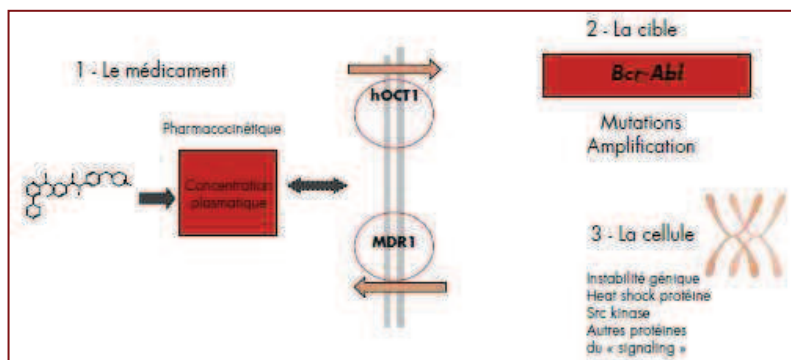 1 - Le médicament
Pharmacocinétique
Concentration
plasmatique
hOCT1
MDR1
2 - La cible
Bcr-Abl
Mutations
Amplification
3 - La cellule
Instabilité génique
Heat shock protéine
Src kinase
Autres protéines
du « signaling »